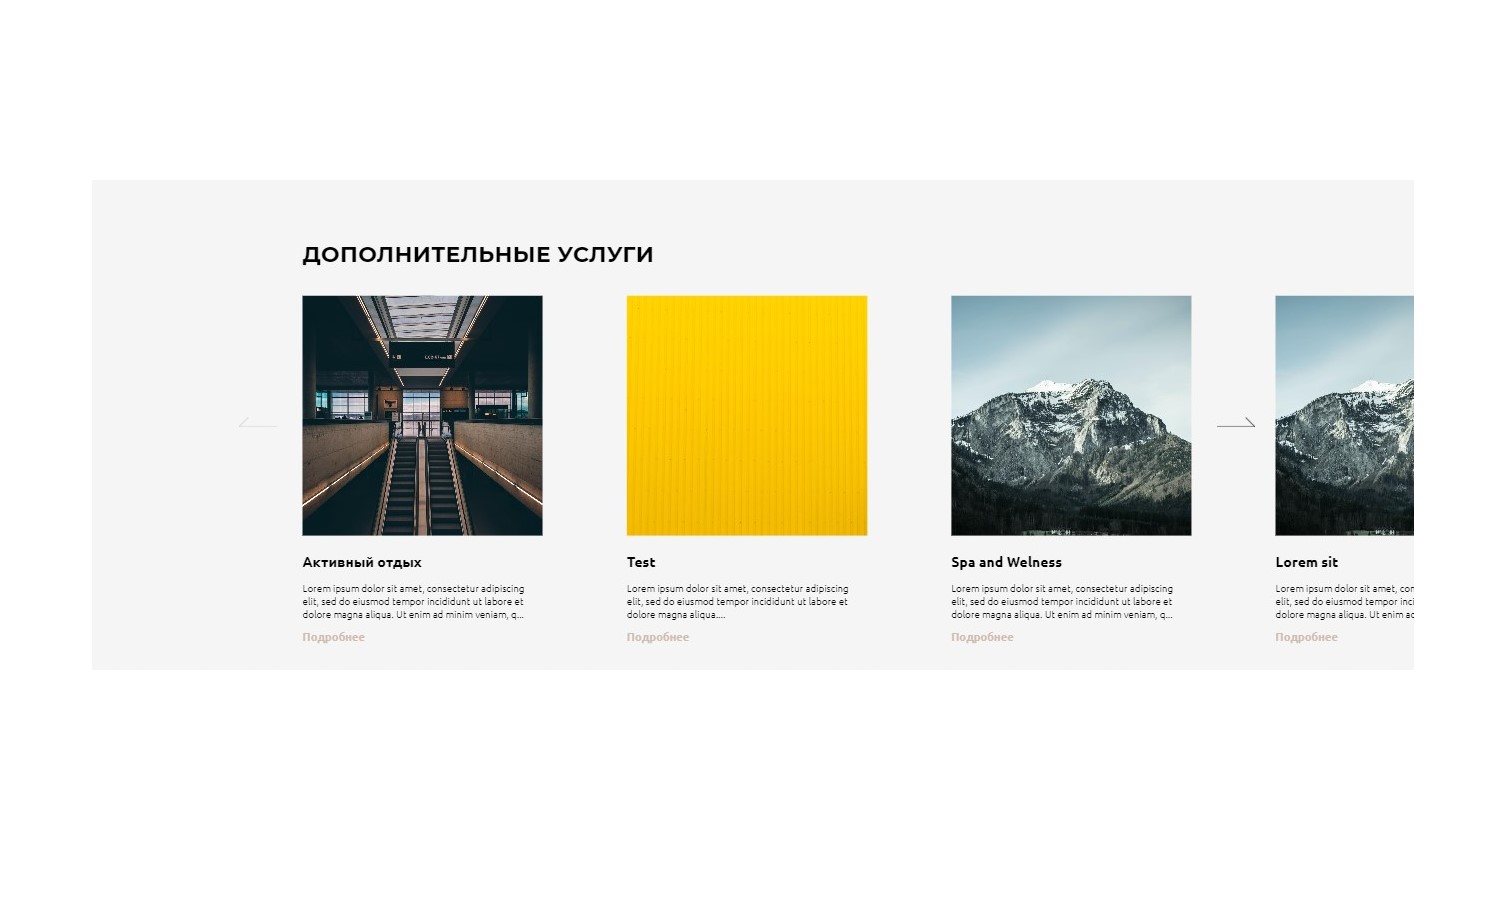 ДОПОЛНИТЕЛЬНЫЕ УСЛУГИ
Активный отдых
Lorem ipsum dolor sit amet, consectetur adipiscing
elit, sed do eiusmod tempor incididunt ut labore et
dolore magna aliqua. Ut enim ad minim veniam, q...
Подробнее
Test
Lorem ipsum dolor sit amet, consectetur adipiscing
elit, sed do eiusmod tempor incididunt ut labore et
dolore magna aliqua....
Подробнее
Spa and Welness
Lorem ipsum dolor sit amet, consectetur adipiscing
elit, sed do eiusmod tempor incididunt ut labore et
dolore magna aliqua. Ut enim ad minim veniam, q...
Подробнее
Lorem sit
Lorem ipsum dolor sit amet, con
elit, sed do eiusmod tempor inci
dolore magna aliqua. Ut enim ad
Подробнее